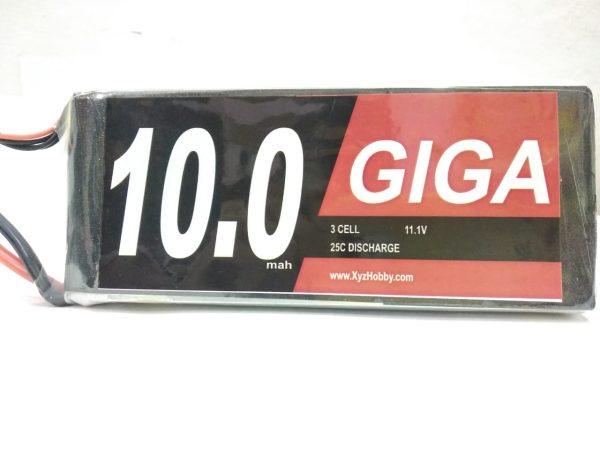 10.0
mah
GIGA
3 CELL 11.1V
25C DISCHARGE
www.XyzHobby.com